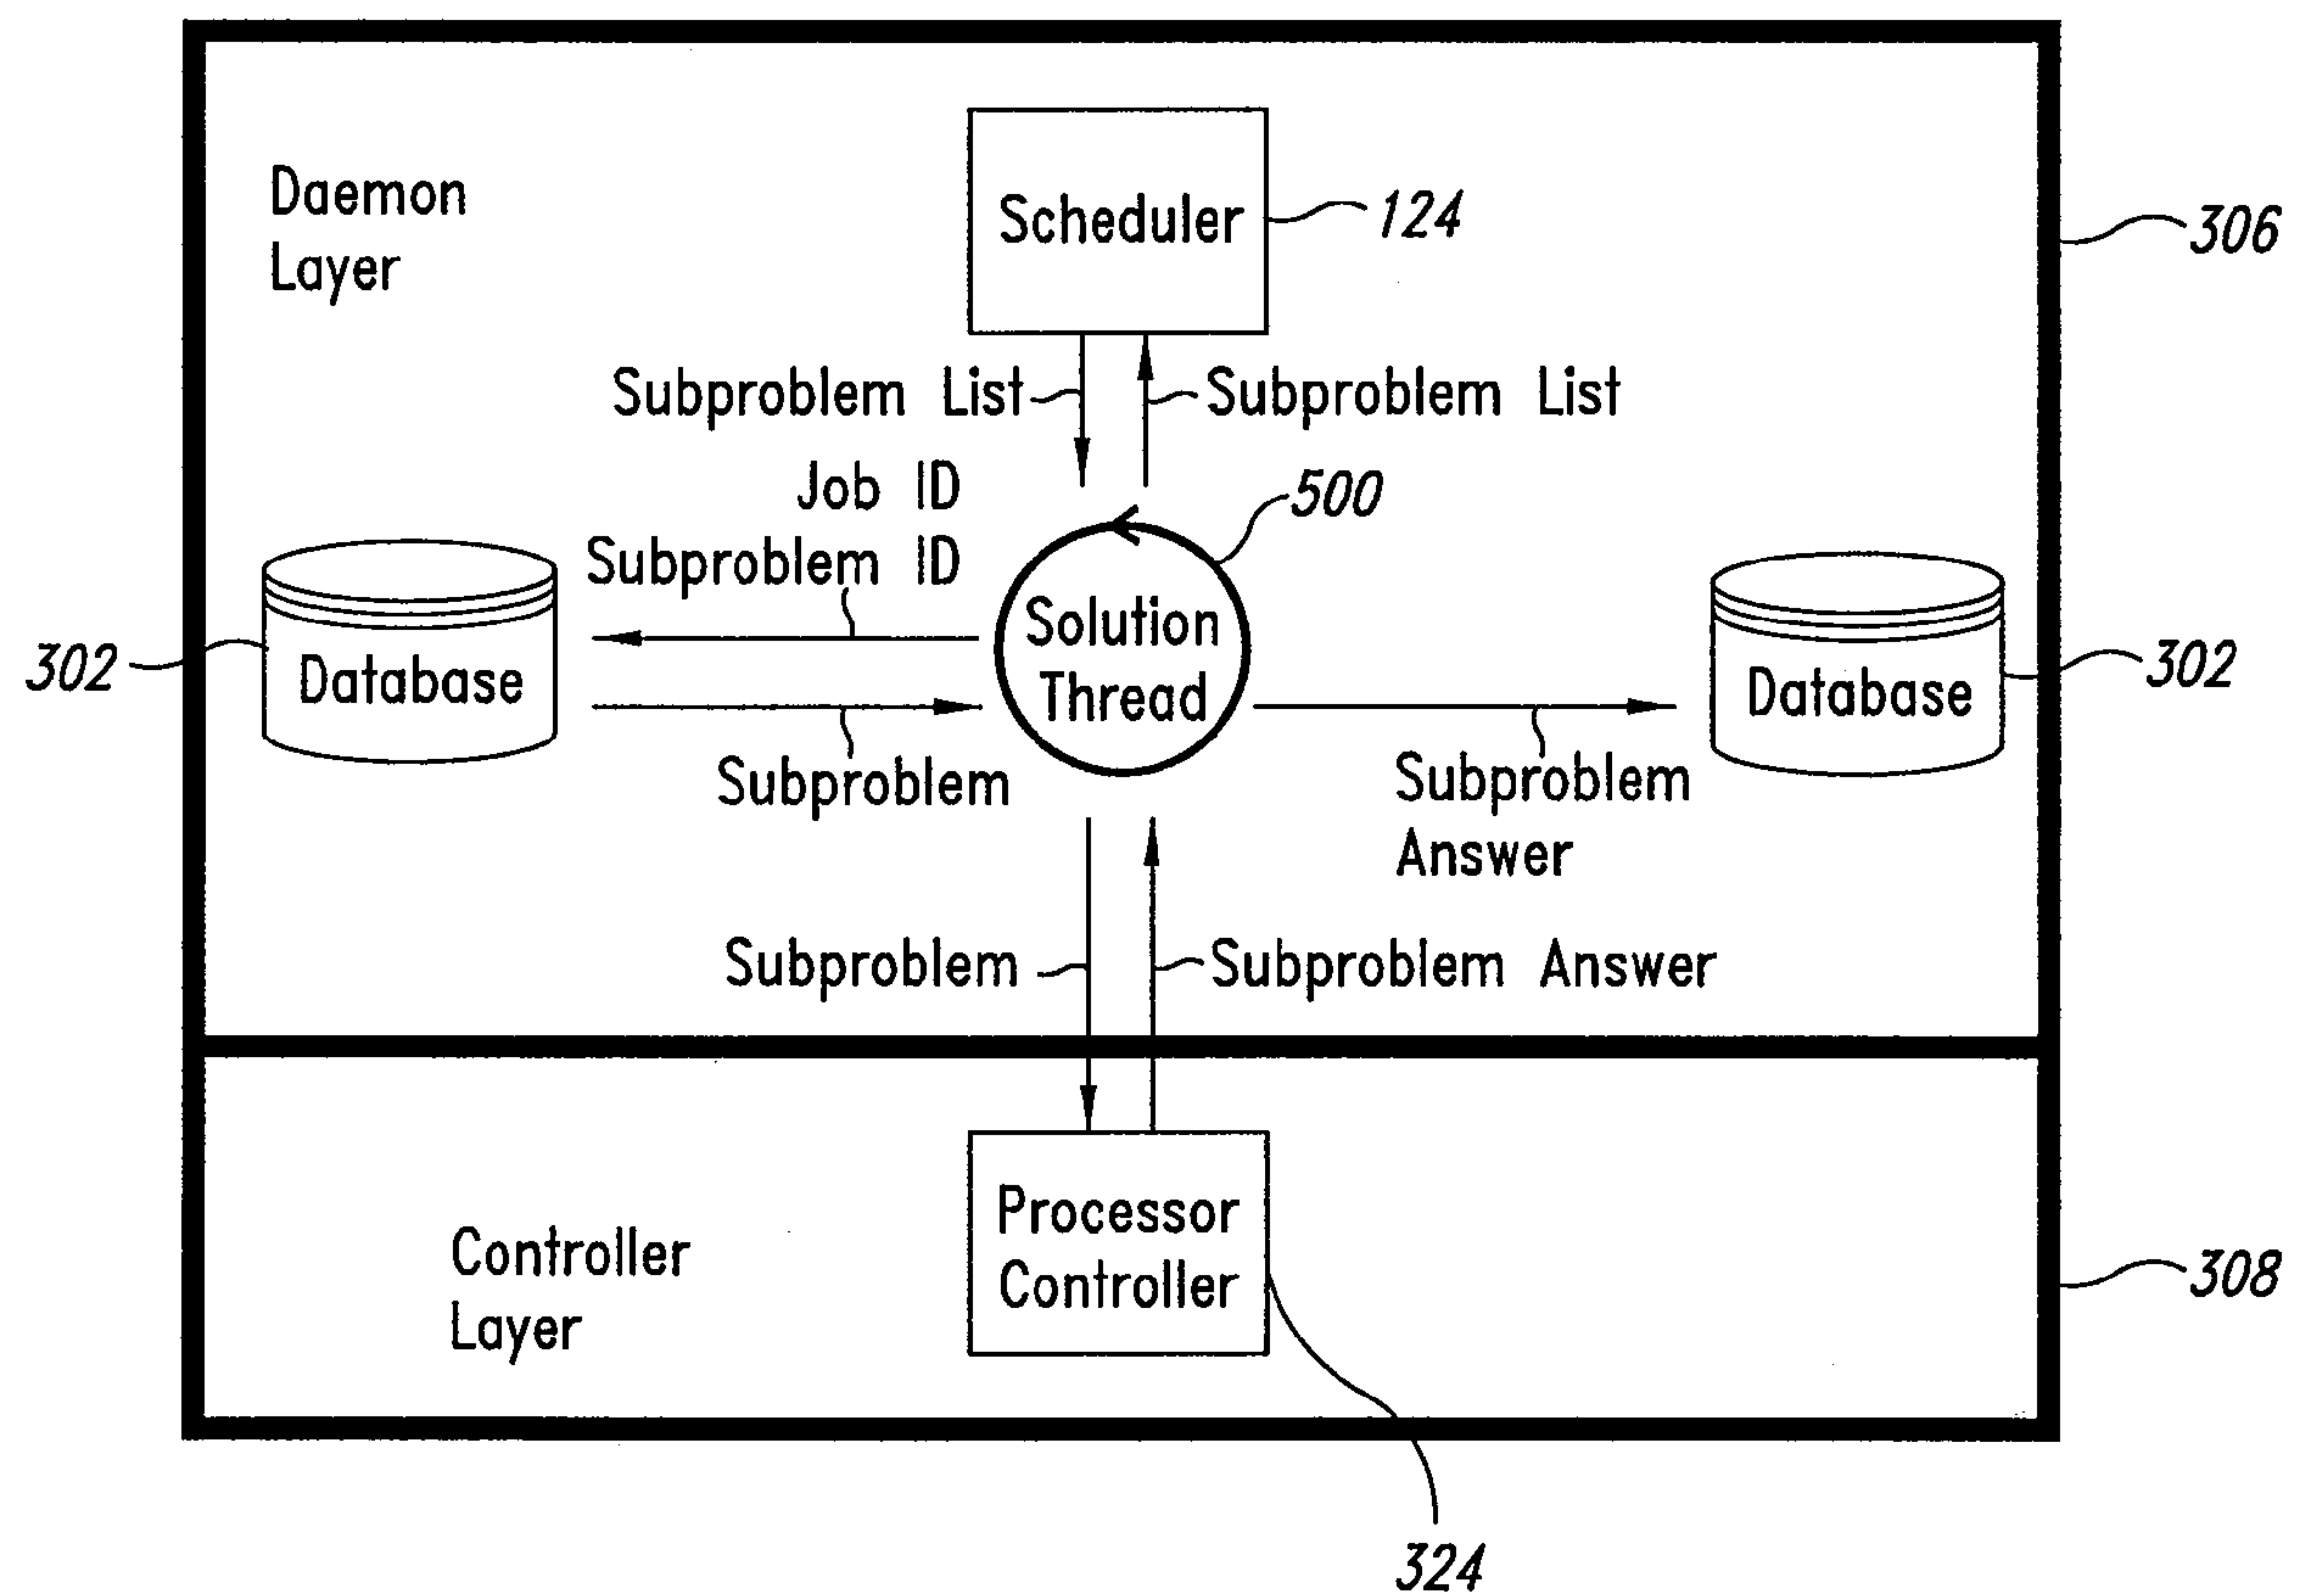 Daemon
Layer
Scheduler
124
306
Subproblem List
Subproblem List
Job ID
Subproblem ID
500
Solution
Thread
302
Database
Database
302
Subproblem
Subproblem
Answer
Subproblem
Subproblem Answer
Processor
Controller
Controller
Layer
308
324